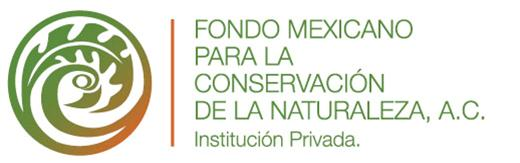 FONDO MEXICANO
PARA LA
CONSERVACIÓN
DE LA NATURALEZA, A.C.
Institución Privada.